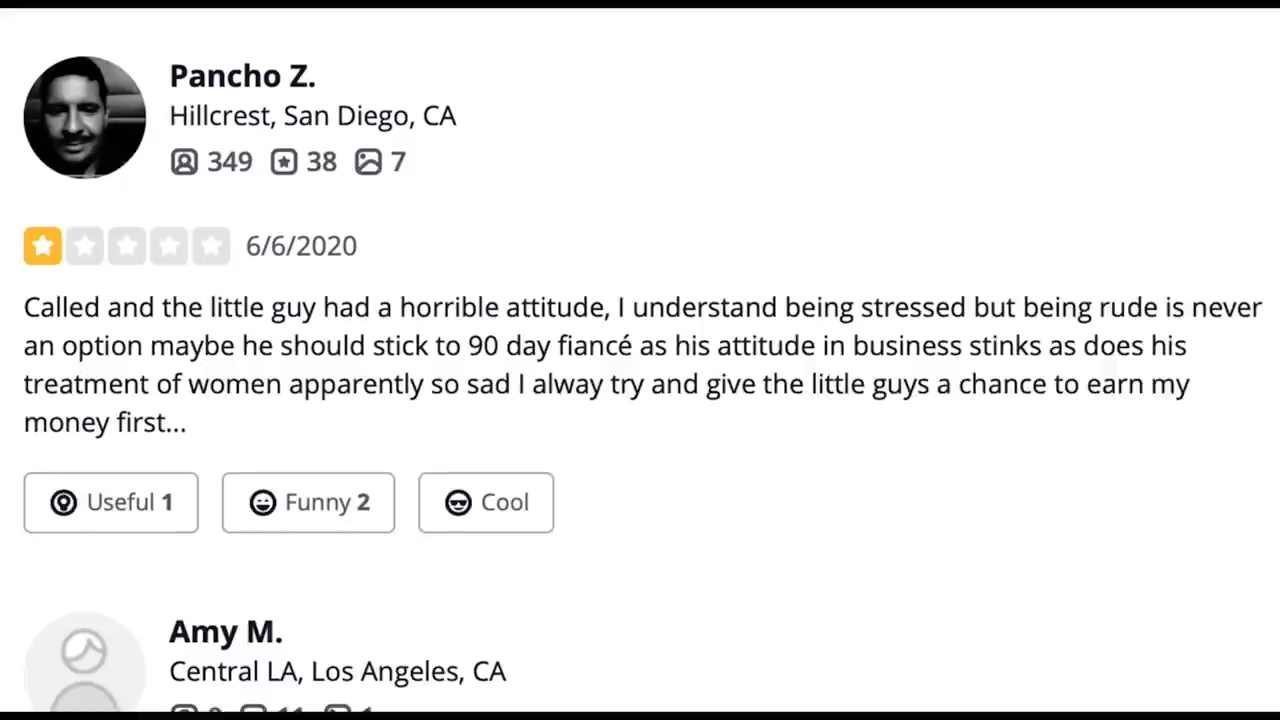 Pancho Z.
Hillcrest, San Diego, CA
349 38 7
6/6/2020
Called and the little guy had a horrible attitude, I understand being stressed but being rude is never
an option maybe he should stick to 90 day fiancé as his attitude in business stinks as does his
treatment of women apparently so sad I alway try and give the little guys a chance to earn my
money first...
Useful 1 Funny 2 Cool
Amy M.
Central LA, Los Angeles, CA